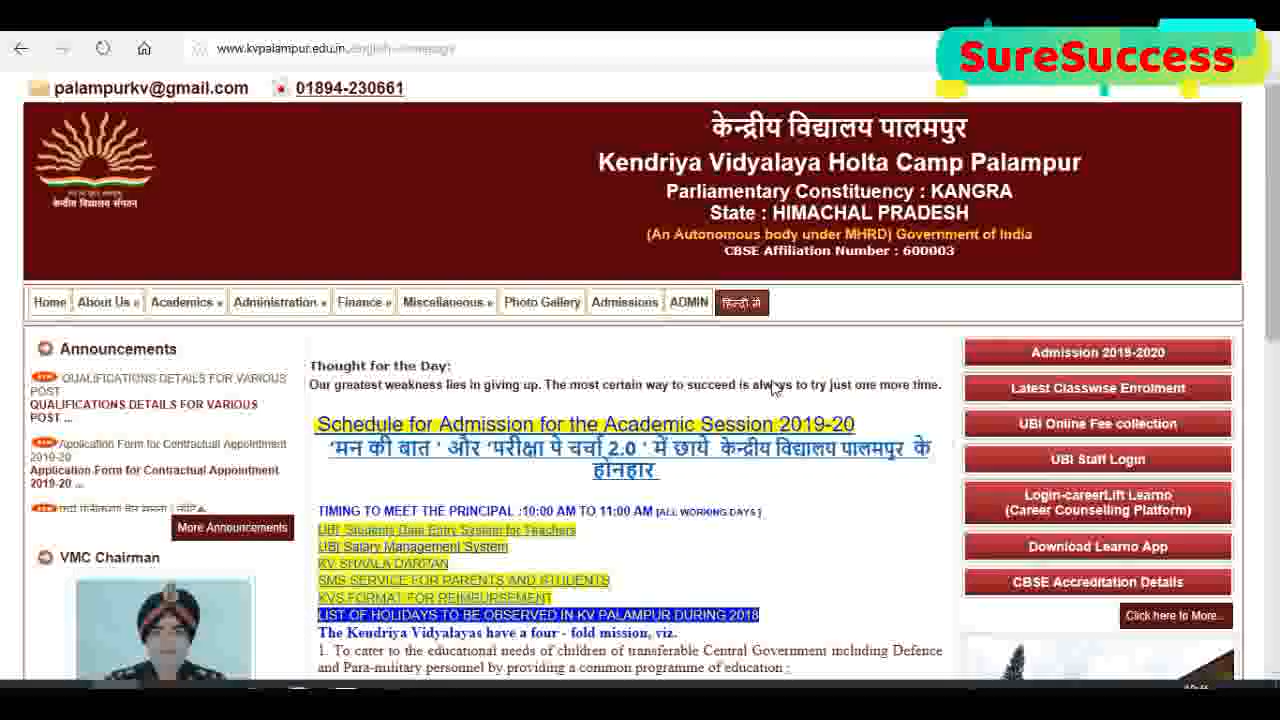 www.kvpalampur.edu.in
SureSuccess
palampurkv@gmail.com 01894-230661
केन्द्रीय विद्यालय पालमपुर
Kendriya Vidyalaya Holta Camp Palampur
Parliamentary Constituency : KANGRA
State : HIMACHAL PRADESH
(An Autonomous body under MHRD) Government of India
CBSE Affiliation Number : 600003
केन्द्रीय विद्यालय संगठन
Home About Us » Academics » Administration » Finance » Miscellaneous » Photo Gallery Admissions ADMIN हिन्दी में
Announcements
QUALIFICATIONS DETAILS FOR VARIOUS
POST
QUALIFICATIONS DETAILS FOR VARIOUS
POST ...
Application Form for Contractual Appointment
2019-20
Application Form for Contractual Appointment
2019-20 ...
More Announcements
VMC Chairman
Thought for the Day:
Our greatest weakness lies in giving up. The most certain way to succeed is always to try just one more time.
Schedule for Admission for the Academic Session 2019-20
'मन की बात ' और 'परीक्षा पे चर्चा 2.0 ' में छाये केन्द्रीय विद्यालय पालमपुर के
होनहार
TIMING TO MEET THE PRINCIPAL :10:00 AM TO 11:00 AM [ALL WORKING DAYS ]
UBI Students Data Entry System for Teachers
UBI Salary Management System
KV SHAALA DARPAN
SMS SERVICE FOR PARENTS AND STUDENTS
KVS FORMAT FOR REIMBURSEMENT
LIST OF HOLIDAYS TO BE OBSERVED IN KV PALAMPUR DURING 2018
The Kendriya Vidyalayas have a four - fold mission, viz.
1. To cater to the educational needs of children of transferable Central Government including Defence
and Para-military personnel by providing a common programme of education ;
Admission 2019-2020
Latest Classwise Enrolment
UBI Online Fee collection
UBI Staff Login
Login-careerLift Learno
(Career Counselling Platform)
Download Learno App
CBSE Accreditation Details
Click here to More...